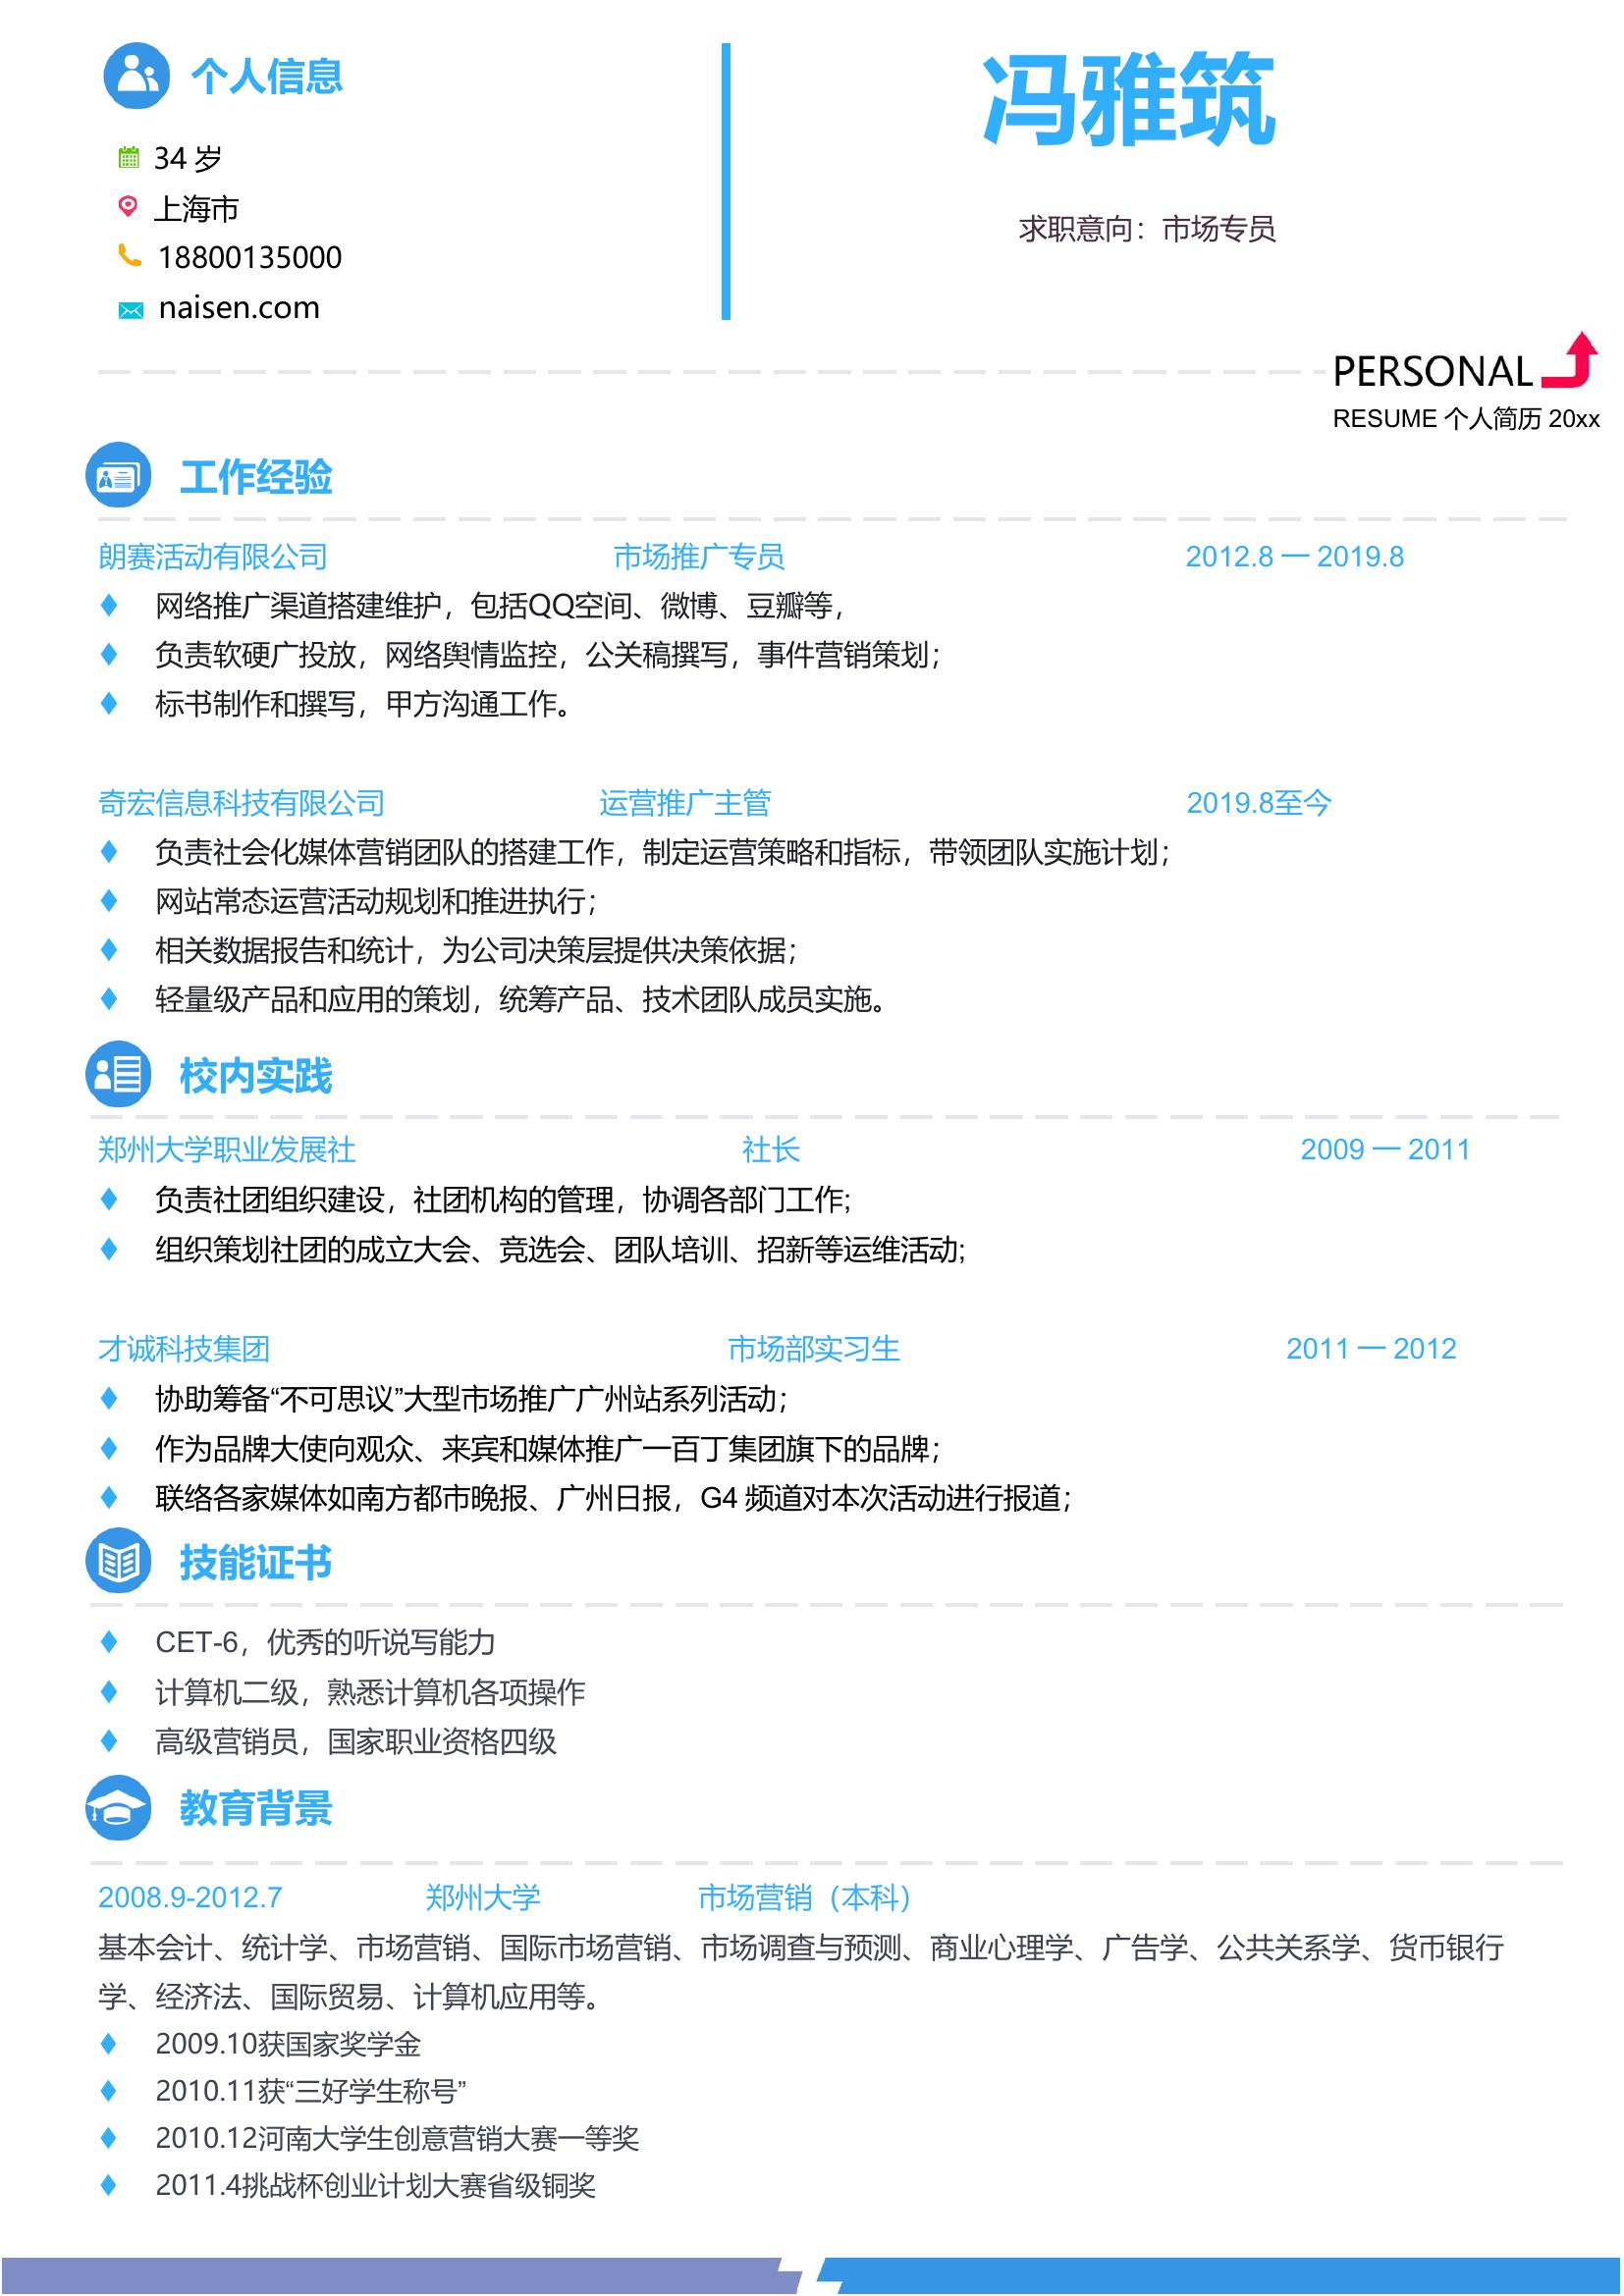 个人信息
34 岁
上海市
18800135000
naisen.com
冯雅筑
求职意向：市场专员
PERSONAL
RESUME 个人简历 20xx
工作经验
朗赛活动有限公司 市场推广专员 2012.8 — 2019.8
网络推广渠道搭建维护，包括QQ空间、微博、豆瓣等，
负责软硬广投放，网络舆情监控，公关稿撰写，事件营销策划；
标书制作和撰写，甲方沟通工作。
奇宏信息科技有限公司 运营推广主管 2019.8至今
负责社会化媒体营销团队的搭建工作，制定运营策略和指标，带领团队实施计划；
网站常态运营活动规划和推进执行；
相关数据报告和统计，为公司决策层提供决策依据；
轻量级产品和应用的策划，统筹产品、技术团队成员实施。
校内实践
郑州大学职业发展社 社长 2009 — 2011
负责社团组织建设，社团机构的管理，协调各部门工作;
组织策划社团的成立大会、竞选会、团队培训、招新等运维活动;
才诚科技集团 市场部实习生 2011 — 2012
协助筹备“不可思议”大型市场推广广州站系列活动；
作为品牌大使向观众、来宾和媒体推广一百丁集团旗下的品牌；
联络各家媒体如南方都市晚报、广州日报，G4 频道对本次活动进行报道；
技能证书
CET-6，优秀的听说写能力
计算机二级，熟悉计算机各项操作
高级营销员，国家职业资格四级
教育背景
2008.9-2012.7 郑州大学 市场营销（本科）
基本会计、统计学、市场营销、国际市场营销、市场调查与预测、商业心理学、广告学、公共关系学、货币银行
学、经济法、国际贸易、计算机应用等。
2009.10获国家奖学金
2010.11获“三好学生称号”
2010.12河南大学生创意营销大赛一等奖
2011.4挑战杯创业计划大赛省级铜奖